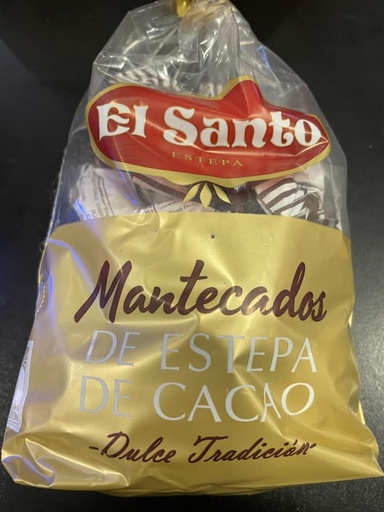 El Santo
ESTEPA
Mantecados
DE ESTEPA
DE CACAO
-Dulce Tradición-